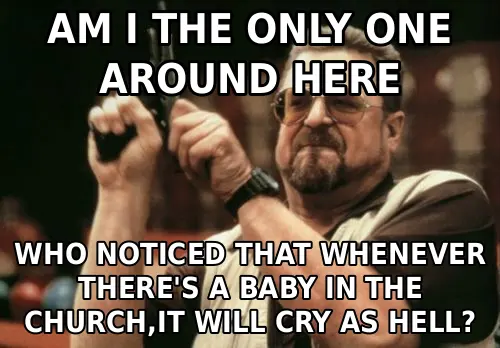 AM I THE ONLY ONE
AROUND HERE
WHO NOTICED THAT WHENEVER
THERE'S A BABY IN THE
CHURCH,IT WILL CRY AS HELL?